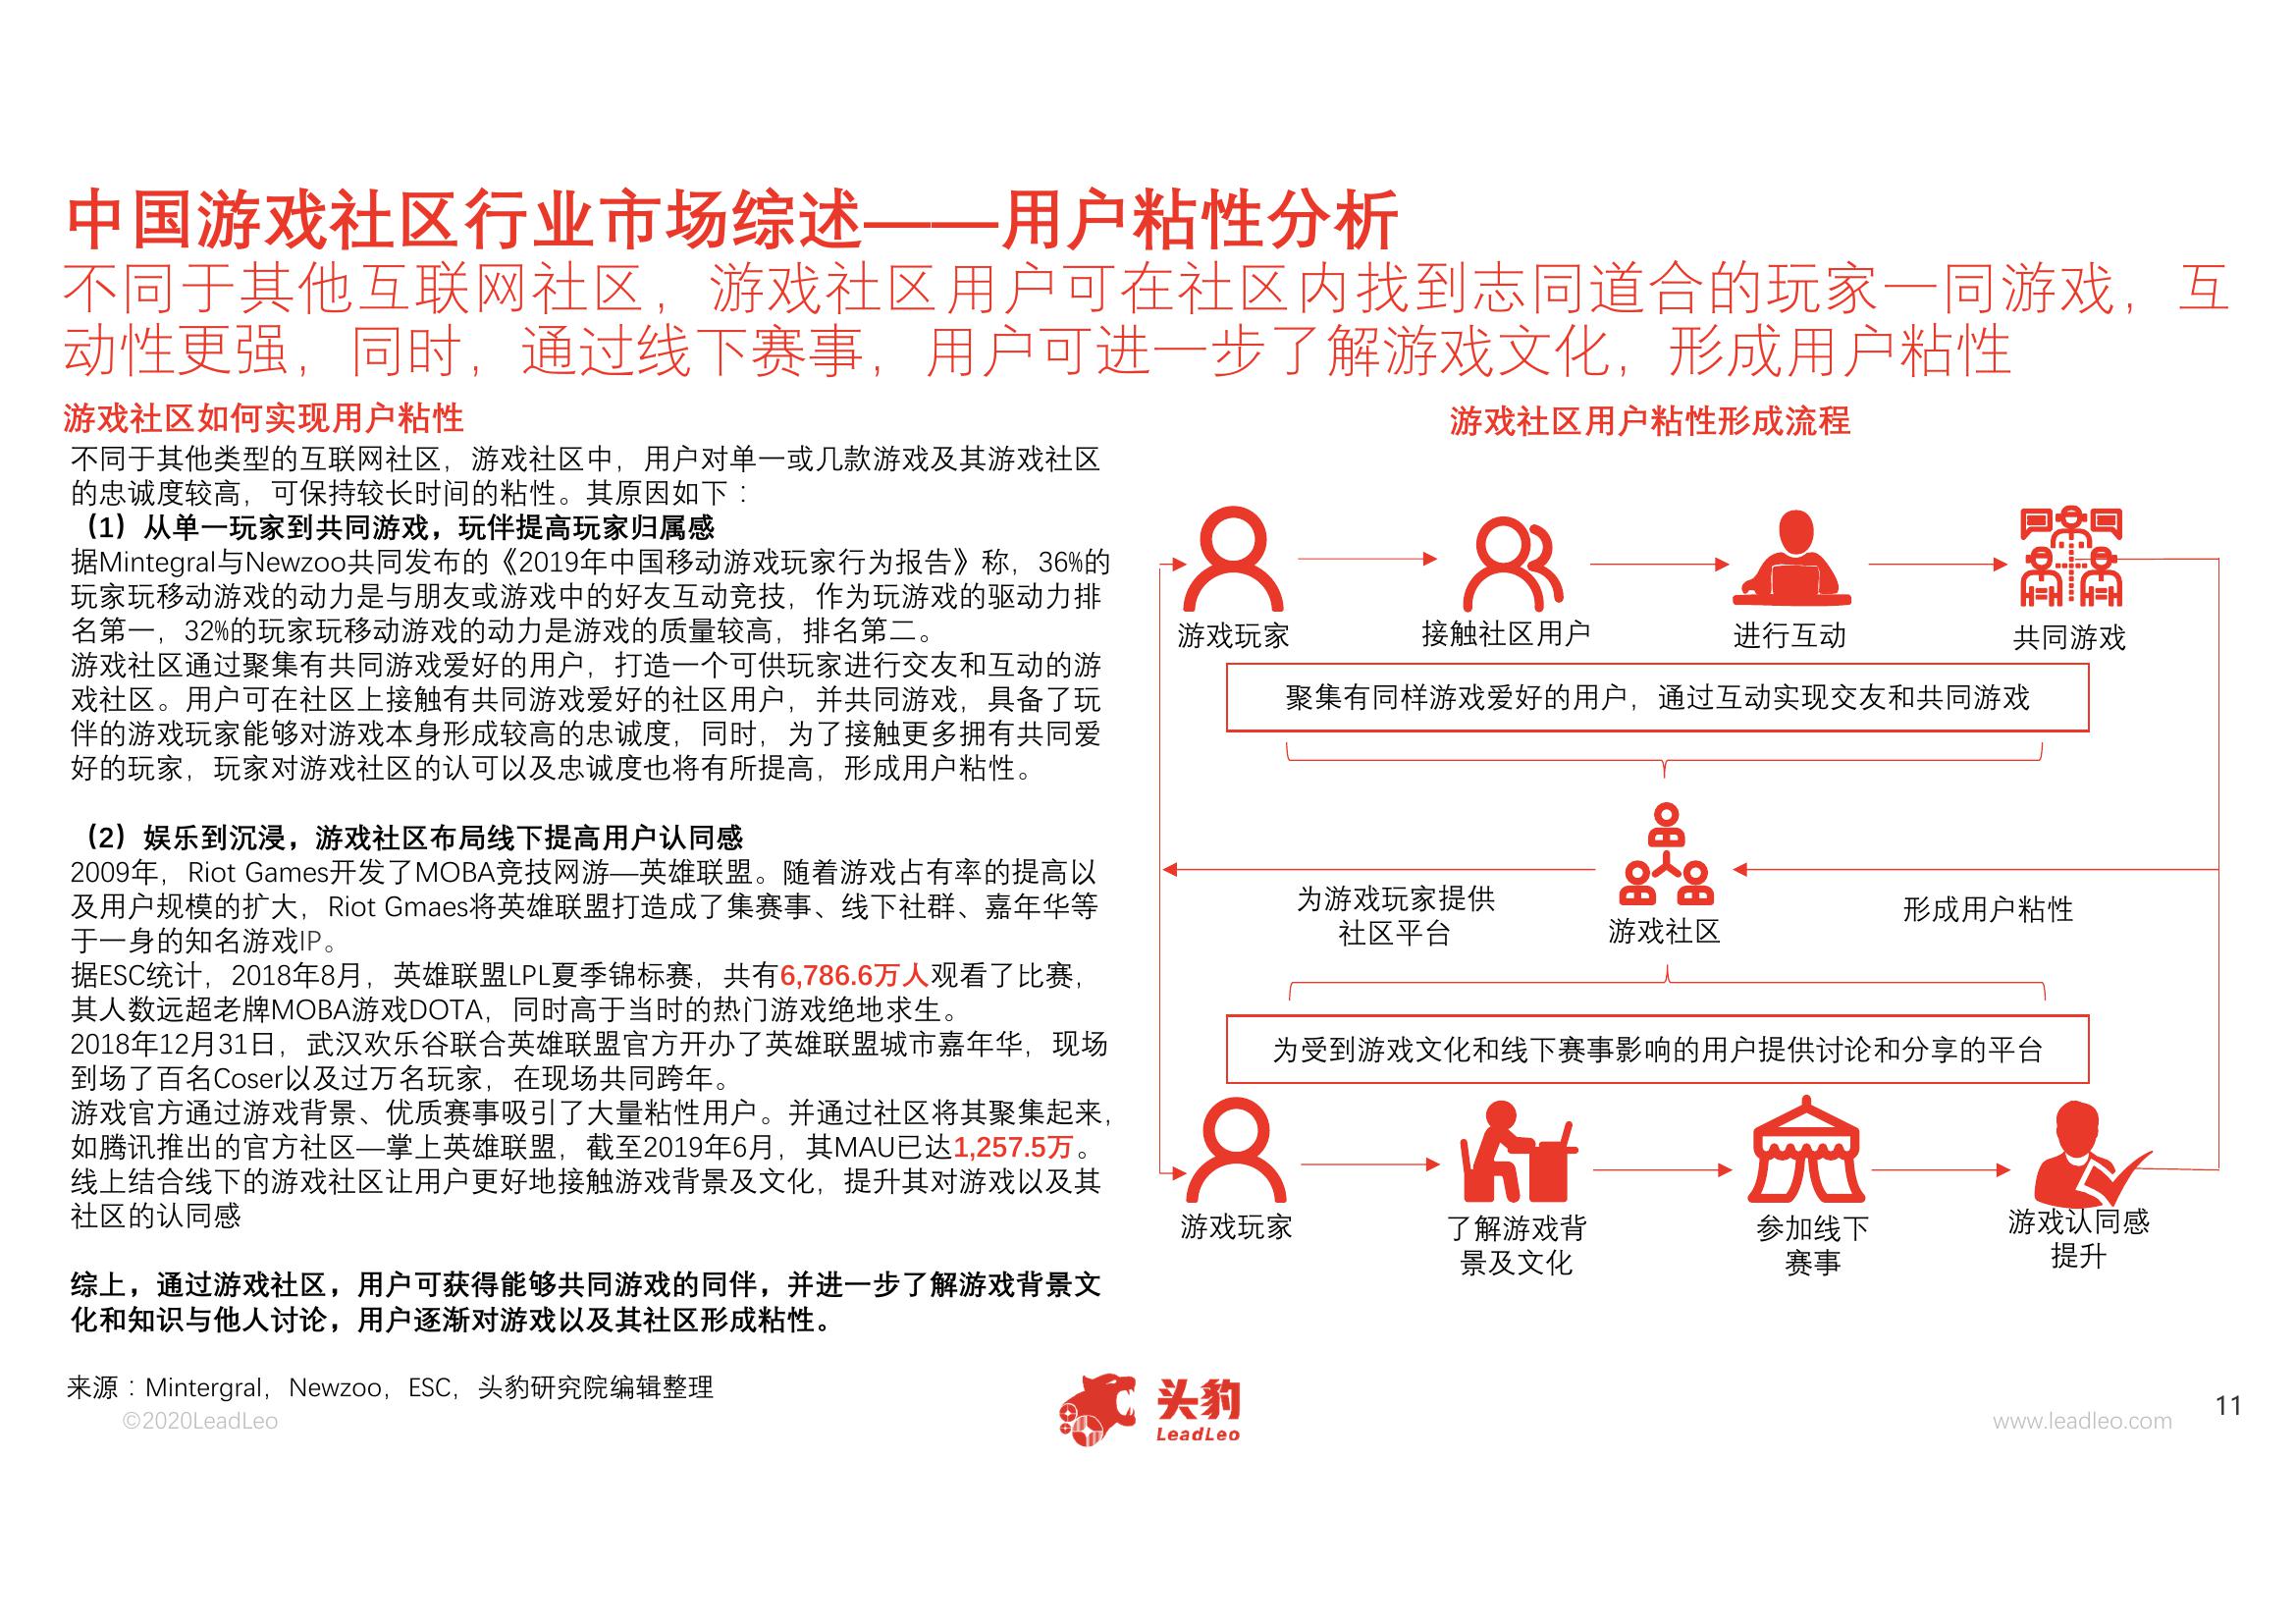 中国游戏社区行业市场综述——用户粘性分析
不同于其他互联网社区，游戏社区用户可在社区内找到志同道合的玩家一同游戏，互
动性更强，同时，通过线下赛事，用户可进一步了解游戏文化，形成用户粘性
游戏社区如何实现用户粘性
不同于其他类型的互联网社区，游戏社区中，用户对单一或几款游戏及其游戏社区
的忠诚度较高，可保持较长时间的粘性。其原因如下：
（1）从单一玩家到共同游戏，玩伴提高玩家归属感
据Mintegral与Newzoo共同发布的《2019年中国移动游戏玩家行为报告》称，36%的
玩家玩移动游戏的动力是与朋友或游戏中的好友互动竞技，作为玩游戏的驱动力排
名第一，32%的玩家玩移动游戏的动力是游戏的质量较高，排名第二。
游戏社区通过聚集有共同游戏爱好的用户，打造一个可供玩家进行交友和互动的游
戏社区。用户可在社区上接触有共同游戏爱好的社区用户，并共同游戏，具备了玩
伴的游戏玩家能够对游戏本身形成较高的忠诚度，同时，为了接触更多拥有共同爱
好的玩家，玩家对游戏社区的认可以及忠诚度也将有所提高，形成用户粘性。
（2）娱乐到沉浸，游戏社区布局线下提高用户认同感
2009年，Riot Games开发了MOBA竞技网游—英雄联盟。随着游戏占有率的提高以
及用户规模的扩大，Riot Gmaes将英雄联盟打造成了集赛事、线下社群、嘉年华等
于一身的知名游戏IP。
据ESC统计，2018年8月，英雄联盟LPL夏季锦标赛，共有6,786.6万人观看了比赛，
其人数远超老牌MOBA游戏DOTA，同时高于当时的热门游戏绝地求生。
2018年12月31日，武汉欢乐谷联合英雄联盟官方开办了英雄联盟城市嘉年华，现场
到场了百名Coser以及过万名玩家，在现场共同跨年。
游戏官方通过游戏背景、优质赛事吸引了大量粘性用户。并通过社区将其聚集起来，
如腾讯推出的官方社区—掌上英雄联盟，截至2019年6月，其MAU已达1,257.5万。
线上结合线下的游戏社区让用户更好地接触游戏背景及文化，提升其对游戏以及其
社区的认同感
综上，通过游戏社区，用户可获得能够共同游戏的同伴，并进一步了解游戏背景文
化和知识与他人讨论，用户逐渐对游戏以及其社区形成粘性。
游戏社区用户粘性形成流程
游戏玩家
接触社区用户
进行互动
共同游戏
聚集有同样游戏爱好的用户，通过互动实现交友和共同游戏
为游戏玩家提供
社区平台
游戏社区
形成用户粘性
为受到游戏文化和线下赛事影响的用户提供讨论和分享的平台
游戏玩家
了解游戏背
景及文化
参加线下
赛事
游戏认同感
提升
来源：Mintergral，Newzoo，ESC，头豹研究院编辑整理
©2020LeadLeo
头豹
LeadLeo
www.leadleo.com
11